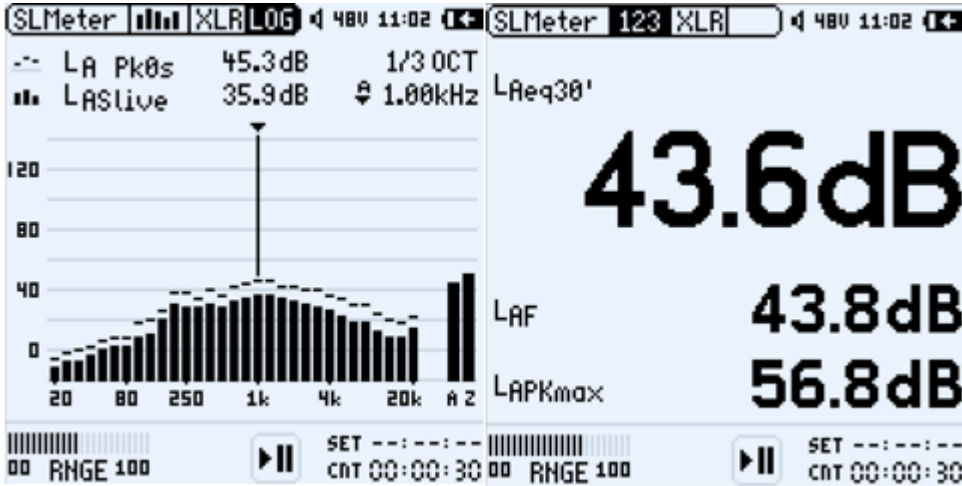 SLMeter XLR LOG 48V 11:02
LA Pk0s 45.3dB 1/3 OCT
LASlive 35.9dB 1.00kHz
120
80
40
0
20 80 250 1k 4k 20k A Z
SET --:--:--
00 RNGE 100 CNT 00:00:30
SLMeter 123 XLR 48V 11:02
LAeq30'
43.6dB
LAF 43.8dB
LAPKmax 56.8dB
SET --:--:--
00 RNGE 100 CNT 00:00:30